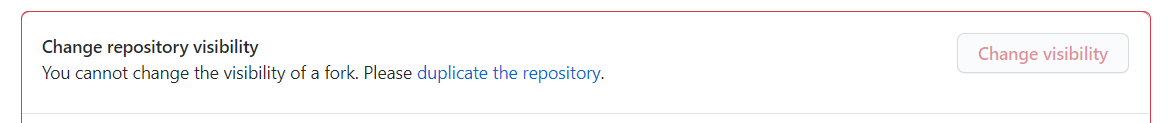 Change repository visibility
You cannot change the visibility of a fork. Please duplicate the repository.
Change visibility